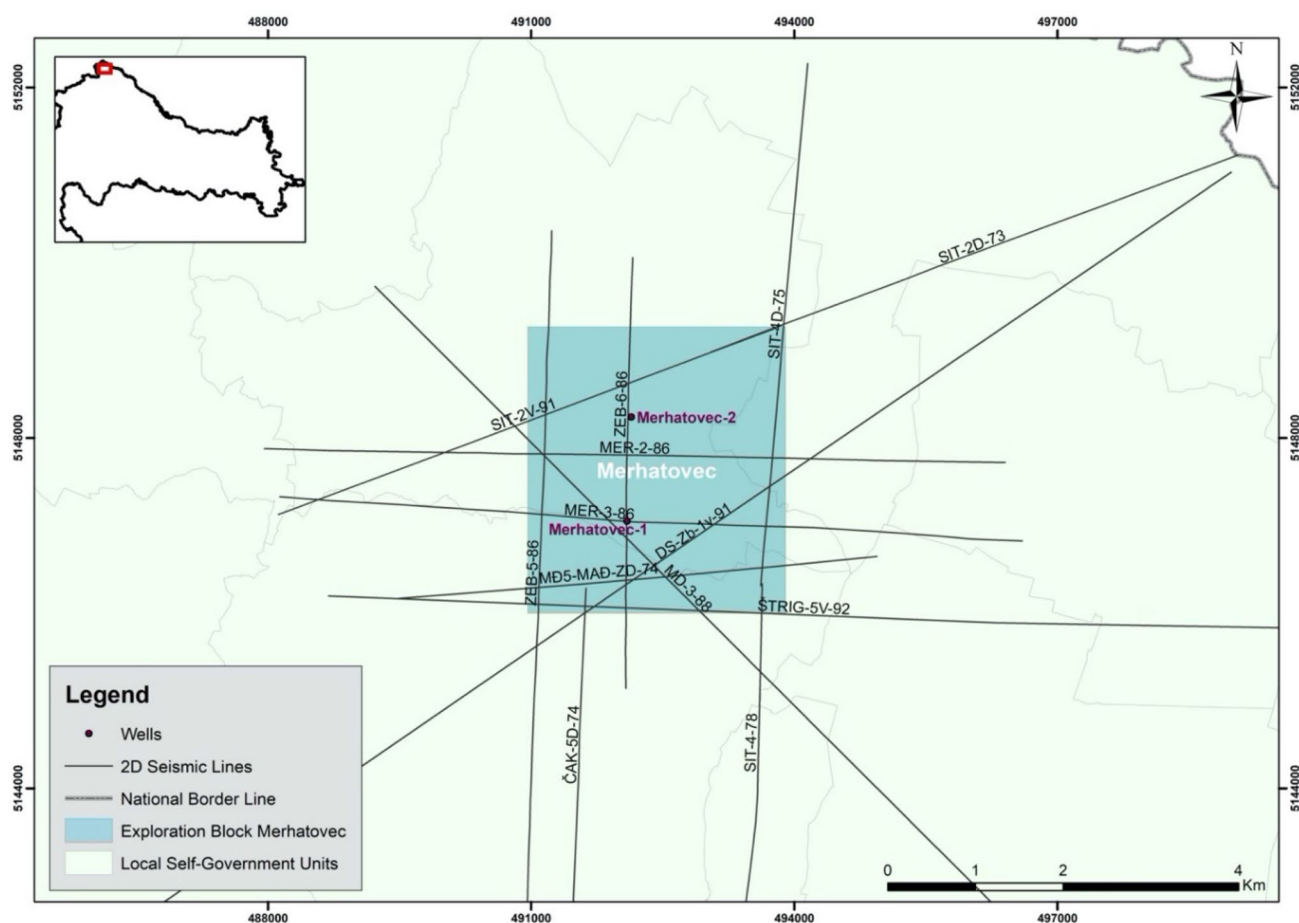 488000 491000 494000 497000
N
5152000 5152000
SIT-2D-73
SIT-4D-75
ZEB-6-86
SIT-2V-91
Merhatovec-2
5148000 5148000
MER-2-86
Merhatovec
MER-3-86
Merhatovec-1
DS-Zb-1v-91
ZEB-5-86
MĐ5-MAĐ-ZD-74
MD-3-88
ŠTRIG-5V-92
ČAK-5D-74
SIT-4-78
5144000 5144000
Legend
Wells
2D Seismic Lines
National Border Line
Exploration Block Merhatovec
Local Self-Government Units
0 1 2 4
Km
488000 491000 494000 497000